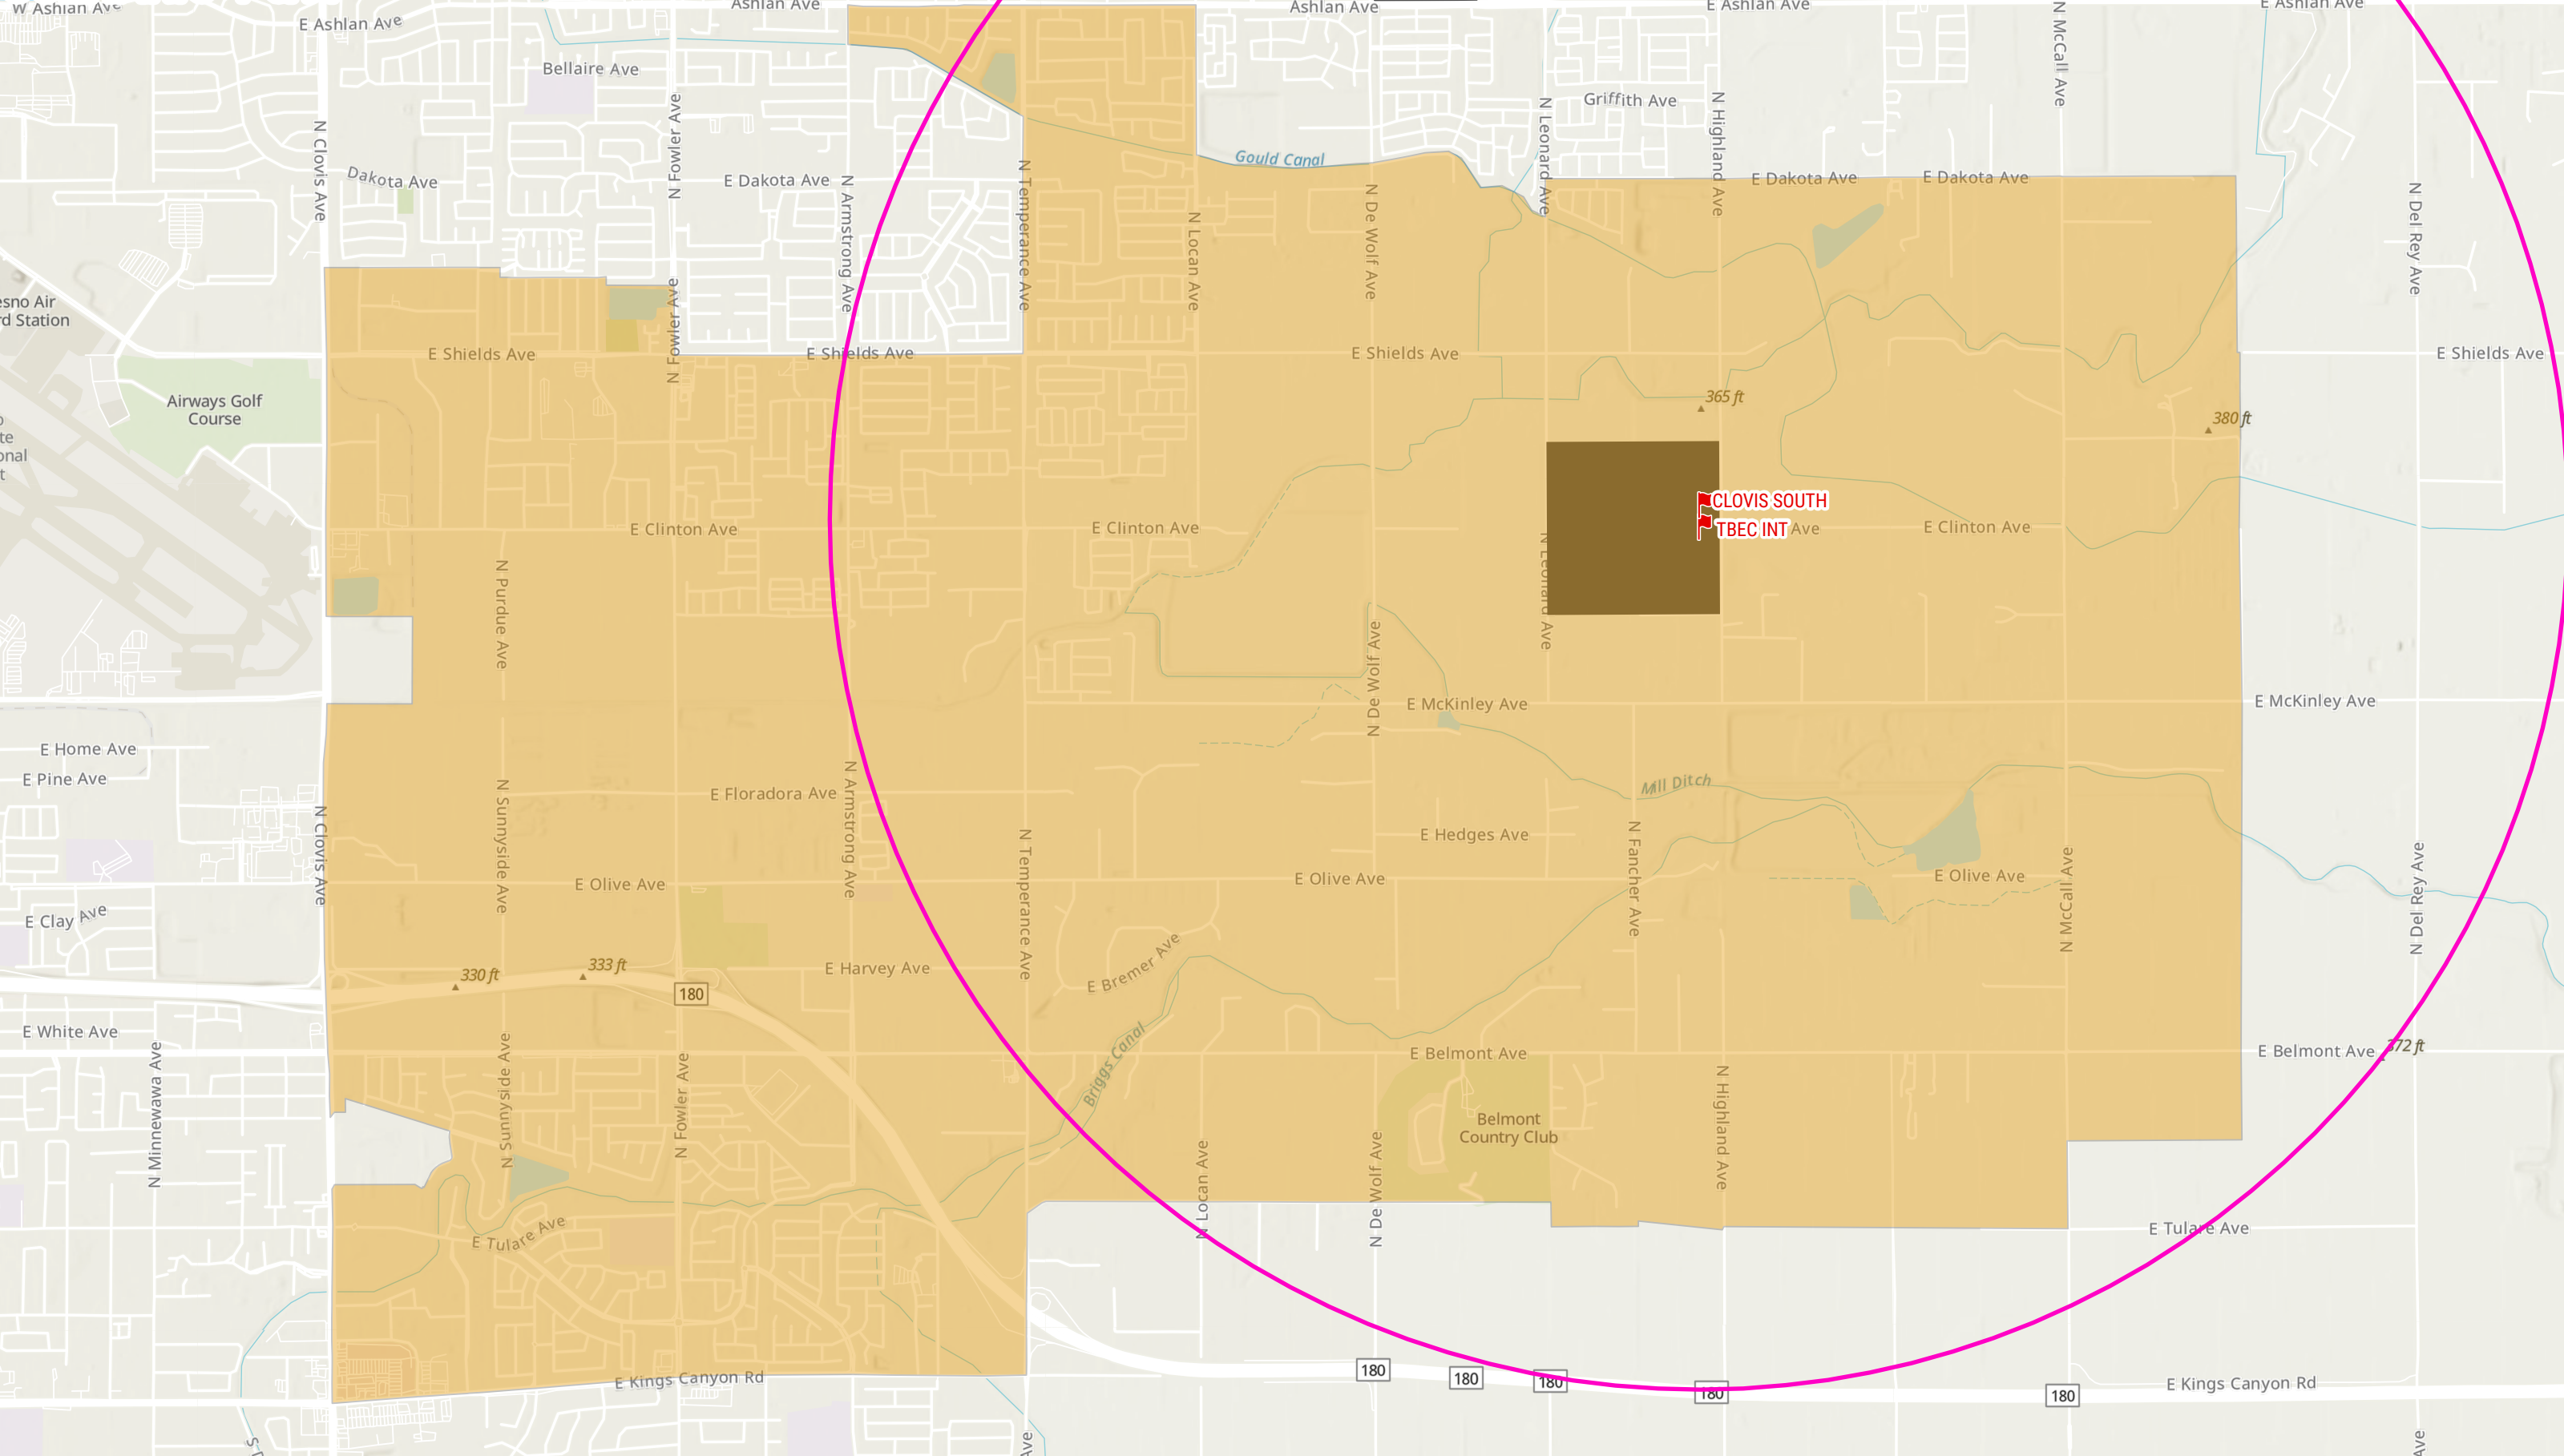 W Ashlan Ave
E Ashlan Ave
Ashlan Ave
Ashlan Ave
E Ashlan Ave
E Ashlan Ave
N McCall Ave
Bellaire Ave
Griffith Ave
N Clovis Ave
N Fowler Ave
N Leonard Ave
N Highland Ave
Gould Canal
Dakota Ave
E Dakota Ave
E Dakota Ave
E Dakota Ave
N Armstrong Ave
N Temperance Ave
N Locan Ave
N De Wolf Ave
N Del Rey Ave
esno Air
rd Station
N Fowler Ave
E Shields Ave
E Shields Ave
E Shields Ave
E Shields Ave
Airways Golf
Course
365 ft
380 ft
te
onal
t
CLOVIS SOUTH
TBEC INT
Ave
E Clinton Ave
E Clinton Ave
E Clinton Ave
N Purdue Ave
N Leonard Ave
N De Wolf Ave
E McKinley Ave
E McKinley Ave
E Home Ave
E Pine Ave
N Sunnyside Ave
E Floradora Ave
N Armstrong Ave
Mill Ditch
N Clovis Ave
N Temperance Ave
E Hedges Ave
N Fancher Ave
N McCall Ave
N Del Rey Ave
E Olive Ave
E Olive Ave
E Olive Ave
E Clay Ave
E Harvey Ave
E Bremer Ave
330 ft
333 ft
180
E White Ave
N Minnewawa Ave
N Sunnyside Ave
N Fowler Ave
Briggs Canal
E Belmont Ave
E Belmont Ave
372 ft
Belmont
Country Club
N Highland Ave
N Locan Ave
N De Wolf Ave
E Tulare Ave
E Tulare Ave
E Kings Canyon Rd
180
180
180
180
180
E Kings Canyon Rd
Ave
Ave